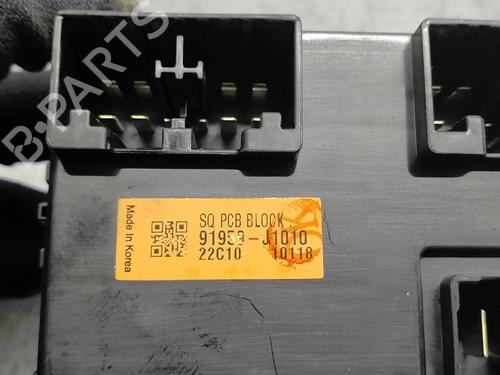 B-PARTS
SQ PCB BLOCK
91959-J1010
22C10 10118
Made in Korea